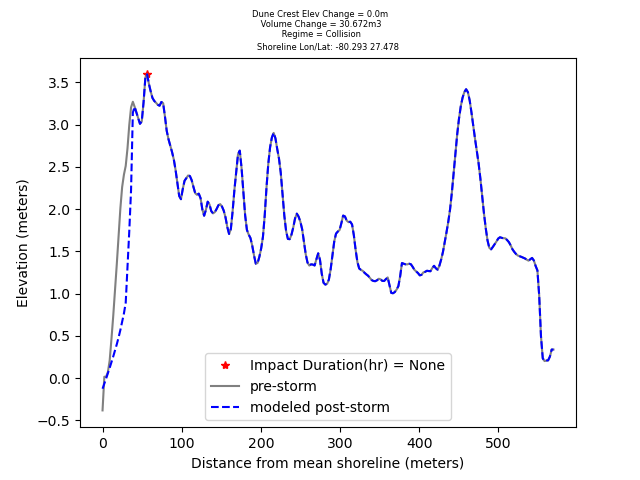 Dune Crest Elev Change = 0.0m
Volume Change = 30.672m3
Regime = Collision
Shoreline Lon/Lat: -80.293 27.478
3.5
3.0
2.5
2.0
1.5
1.0
0.5
0.0
−0.5
Elevation (meters)
Impact Duration(hr) = None
pre-storm
modeled post-storm
0 100 200 300 400 500
Distance from mean shoreline (meters)